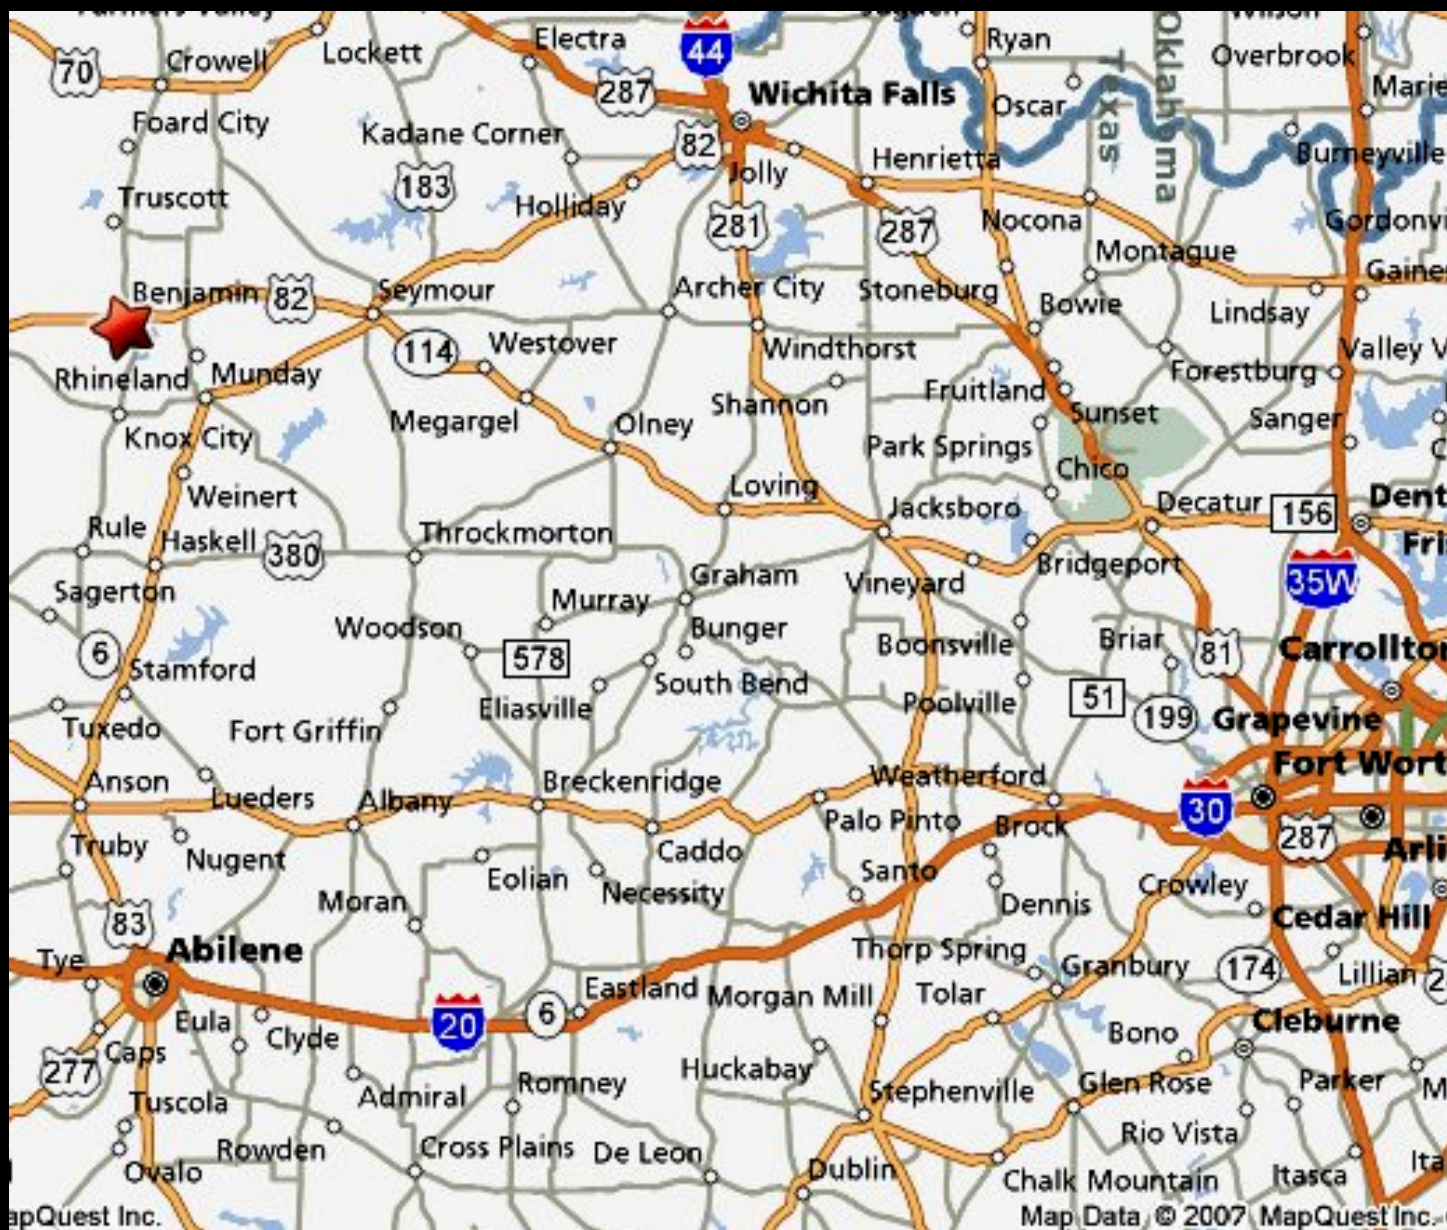 Lockett
Electra
44
Ryan
Oklahoma
Overbrook
70
Crowell
287
Wichita Falls
Oscar
Texas
Foard City
Kadane Corner
82
Henrietta
Burneyville
183
Jolly
Truscott
Holliday
281
287
Nocona
Montague
Benjamin
82
Seymour
Archer City
Stoneburg
Bowie
Lindsay
114
Westover
Windthorst
Rhineland
Munday
Forestburg
Fruitland
Megargel
Olney
Shannon
Sunset
Sanger
Knox City
Park Springs
Chico
Weinert
Loving
Jacksboro
Decatur
156
Rule
Haskell
380
Throckmorton
Sagerton
Graham
Vineyard
Bridgeport
35W
Murray
6
Woodson
578
Bunger
Boonsville
Briar
81
Stamford
South Bend
Eliasville
Poolville
51
199
Grapevine
Tuxedo
Fort Griffin
Anson
Lueders
Albany
Breckenridge
Weatherford
30
Palo Pinto
Brock
287
Truby
Nugent
Caddo
Eolian
Necessity
Santo
Crowley
Moran
Dennis
Cedar Hill
83
Abilene
Thorp Spring
Tye
Granbury
174
Lillian
20
6
Eastland
Morgan Mill
Tolar
Eula
Clyde
Bono
Cleburne
277
Caps
Huckabay
Romney
Admiral
Stephenville
Glen Rose
Parker
Tuscola
Rio Vista
Rowden
Cross Plains
De Leon
Dublin
Ovalo
Chalk Mountain
Itasca
apQuest Inc.
Map Data © 2007 MapQuest Inc